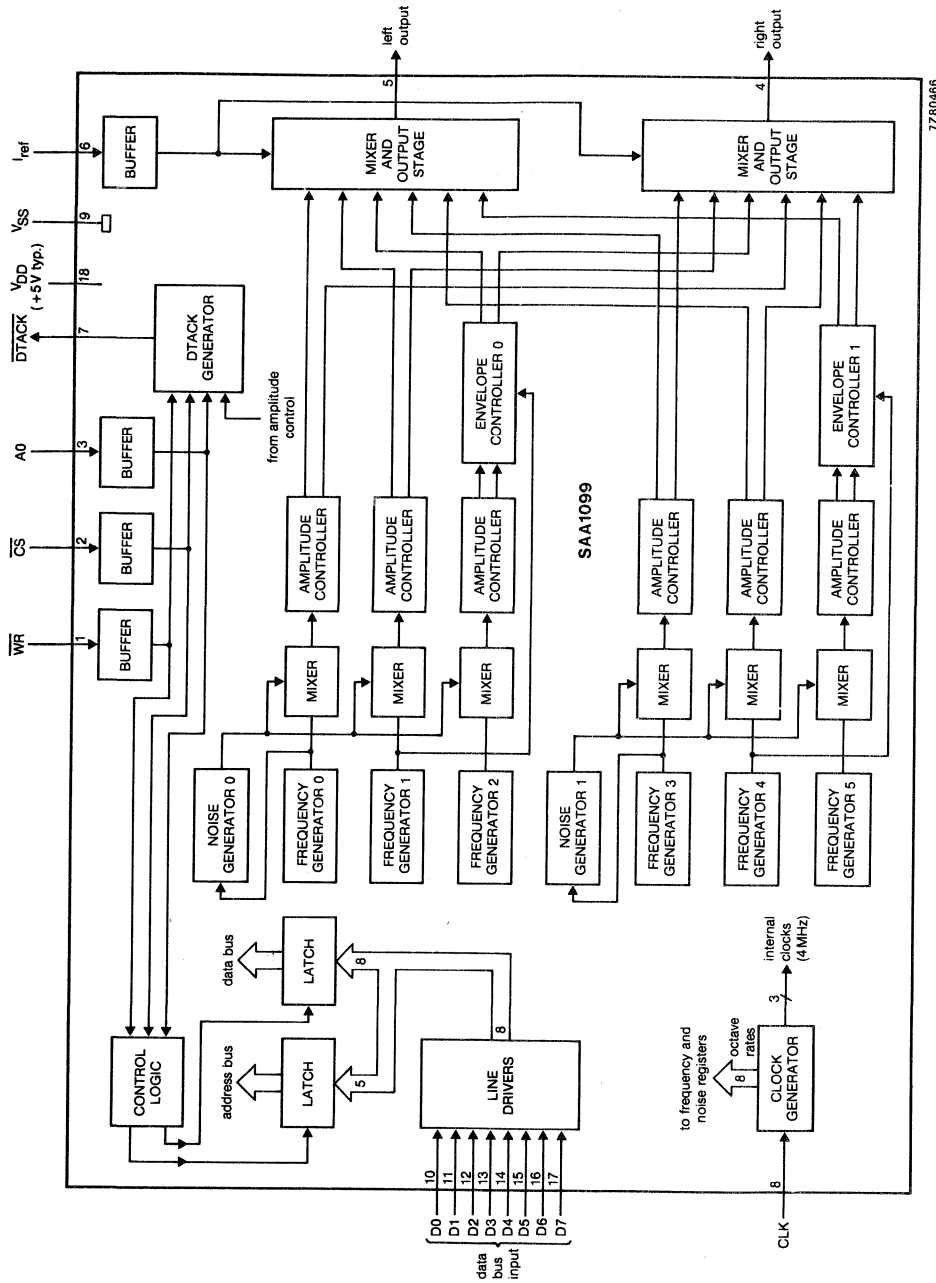 WR
CS
A0
DTACK
VDD
(+5 V typ.)
VSS
Iref
1
2
3
7
18
9
6
BUFFER
BUFFER
BUFFER
DTACK
GENERATOR
BUFFER
from amplitude
control
CONTROL
LOGIC
address bus
data bus
LATCH
LATCH
5
8
8
LINE
DRIVERS
D0
D1
D2
D3
D4
D5
D6
D7
10
11
12
13
14
15
16
17
data
bus
input
NOISE
GENERATOR 0
FREQUENCY
GENERATOR 0
FREQUENCY
GENERATOR 1
FREQUENCY
GENERATOR 2
MIXER
MIXER
MIXER
AMPLITUDE
CONTROLLER
AMPLITUDE
CONTROLLER
AMPLITUDE
CONTROLLER
ENVELOPE
CONTROLLER 0
MIXER
AND
OUTPUT
STAGE
5
left
output
SAA1099
NOISE
GENERATOR 1
FREQUENCY
GENERATOR 3
FREQUENCY
GENERATOR 4
FREQUENCY
GENERATOR 5
MIXER
MIXER
MIXER
AMPLITUDE
CONTROLLER
AMPLITUDE
CONTROLLER
AMPLITUDE
CONTROLLER
ENVELOPE
CONTROLLER 1
MIXER
AND
OUTPUT
STAGE
4
right
output
to frequency and
noise registers
8
octave
rates
CLK
8
CLOCK
GENERATOR
3
internal
clocks
(4 MHz)
7Z80466